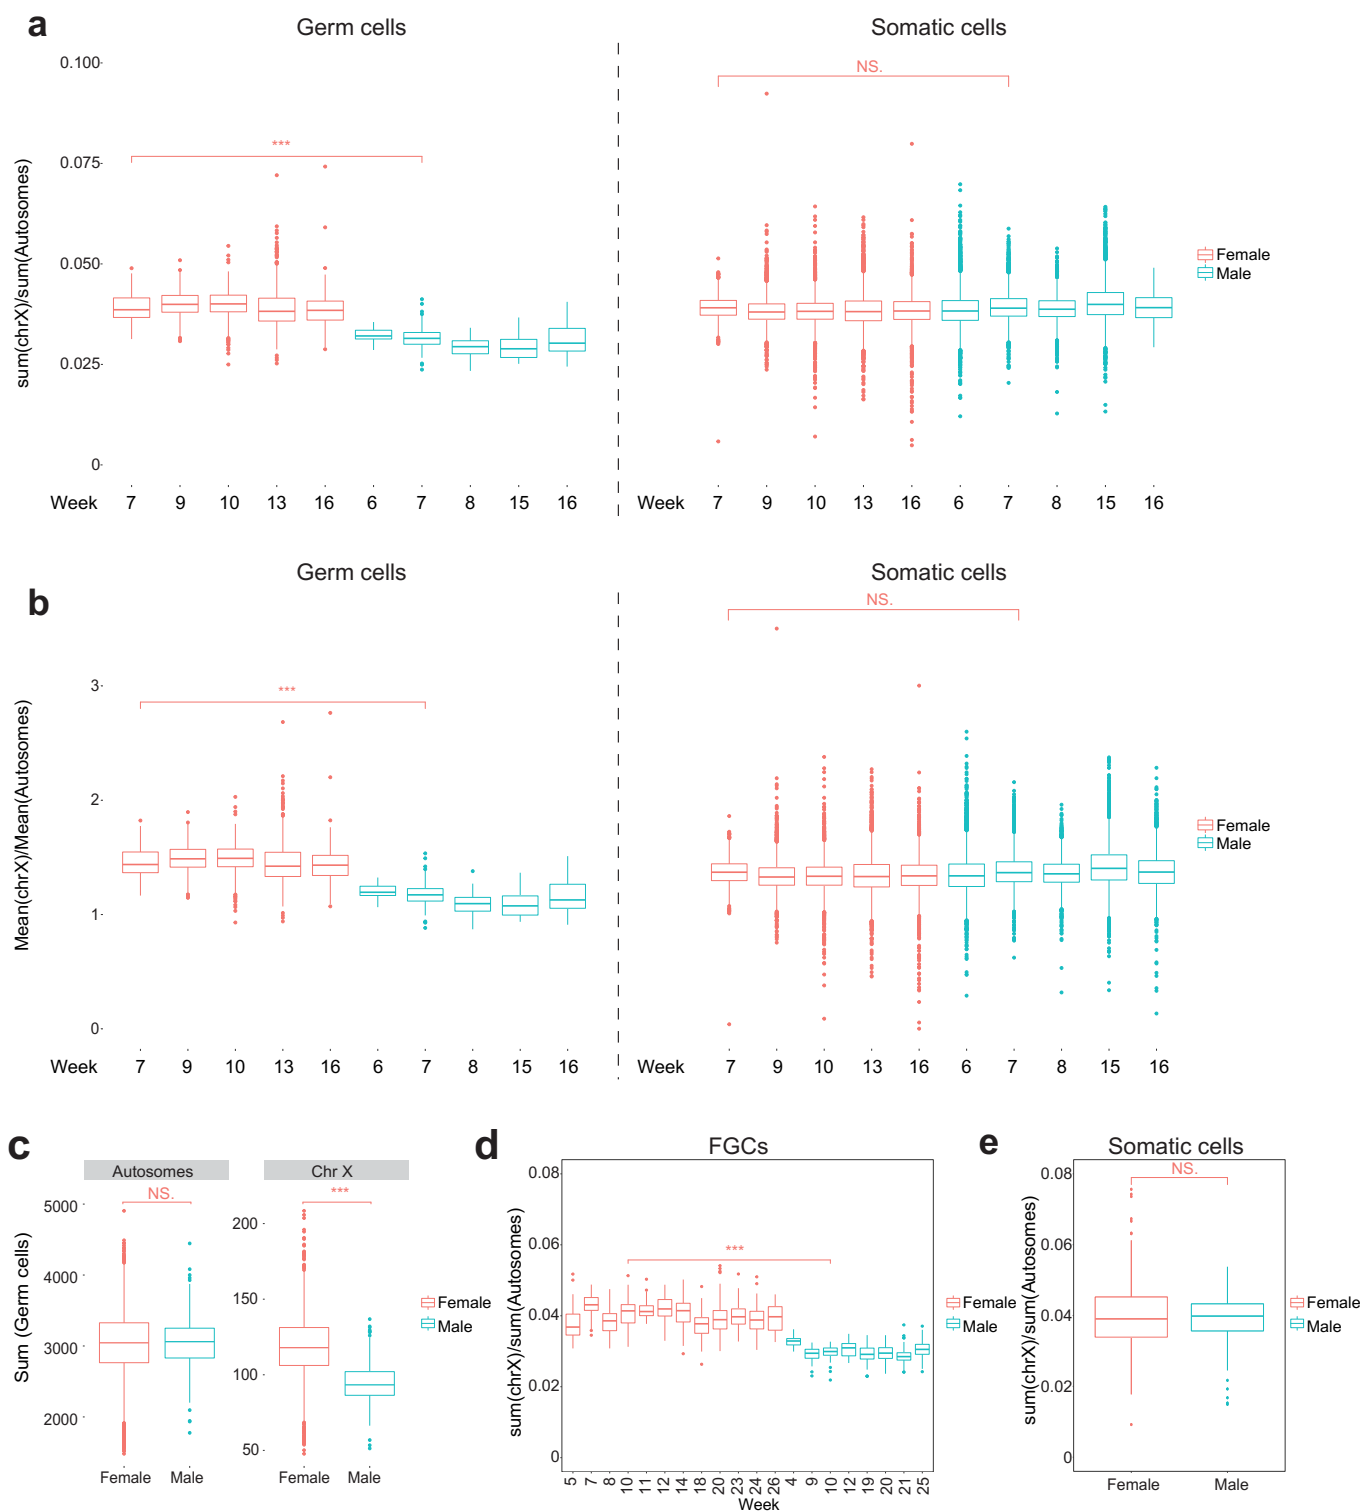 a
Germ cells
Somatic cells
sum(chrX)/sum(Autosomes)
0.100
0.075
0.050
0.025
0
***
NS.
Female
Male
Week 7 9 10 13 16 6 7 8 15 16
7 9 10 13 16 6 7 8 15 16
b
Germ cells
Somatic cells
Mean(chrX)/Mean(Autosomes)
3
2
1
0
***
NS.
Female
Male
Week 7 9 10 13 16 6 7 8 15 16
7 9 10 13 16 6 7 8 15 16
c
Autosomes
Chr X
Sum (Germ cells)
5000
4000
3000
2000
NS.
200
150
100
50
***
Female Male
Female Male
Female
Male
d
FGCs
sum(chrX)/sum(Autosomes)
0.08
0.06
0.04
0.02
0
***
5 7 8 10 11 12 14 18 20 23 24 26 4 9 10 12 19 20 21 25
Week
Female
Male
e
Somatic cells
sum(chrX)/sum(Autosomes)
0.08
0.06
0.04
0.02
0
NS.
Female Male
Female
Male